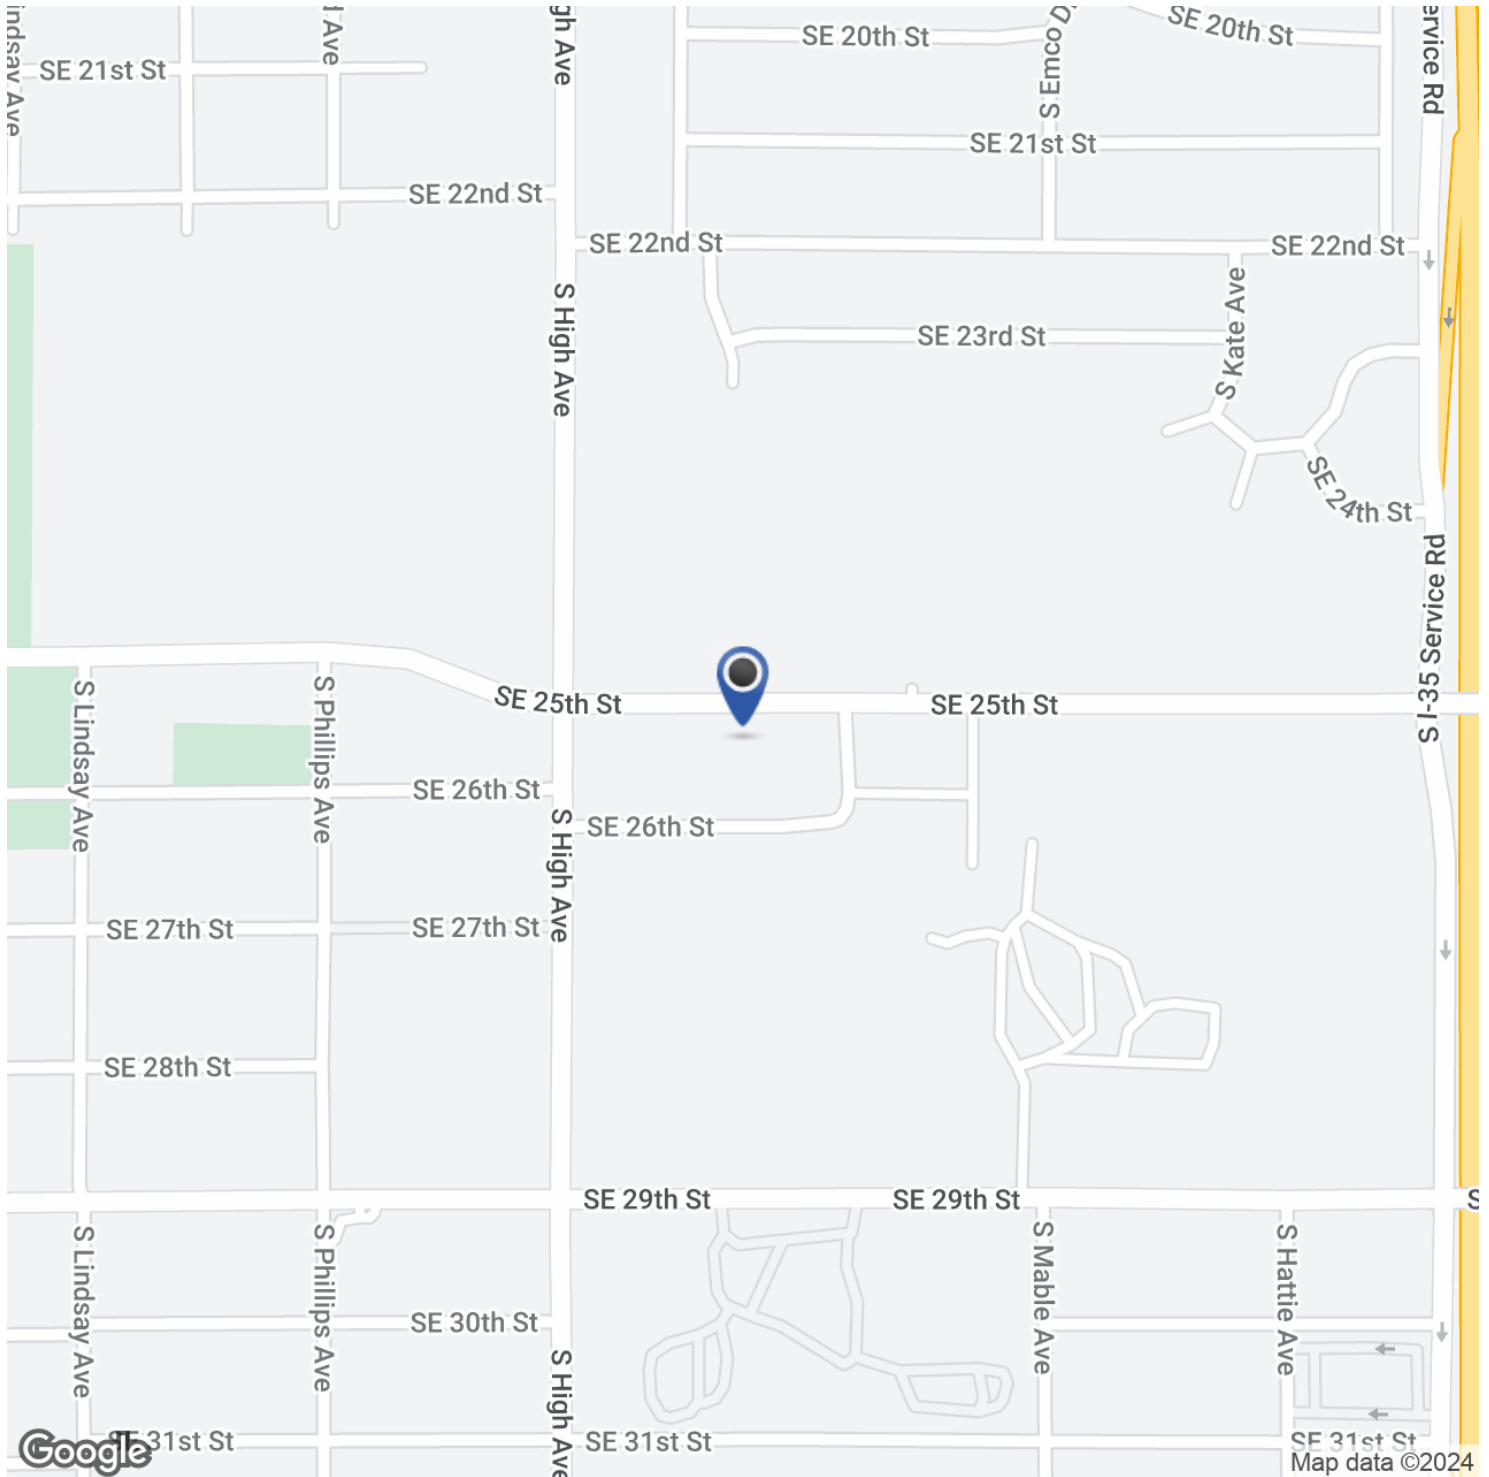 SE 20th St
SE 20th St
SE 21st St
S Emco
SE 21st St
SE 22nd St
SE 22nd St
SE 22nd St
S High Ave
SE 23rd St
S Kate Ave
SE 24th St
S I-35 Service Rd
SE 25th St
SE 25th St
S Lindsay Ave
S Phillips Ave
SE 26th St
SE 26th St
S High Ave
SE 27th St
SE 27th St
SE 28th St
SE 29th St
SE 29th St
S Lindsay Ave
S Phillips Ave
S Mable Ave
S Hattie Ave
SE 30th St
S High Ave
SE 31st St
SE 31st St
SE 31st St
Google
Map data ©2024